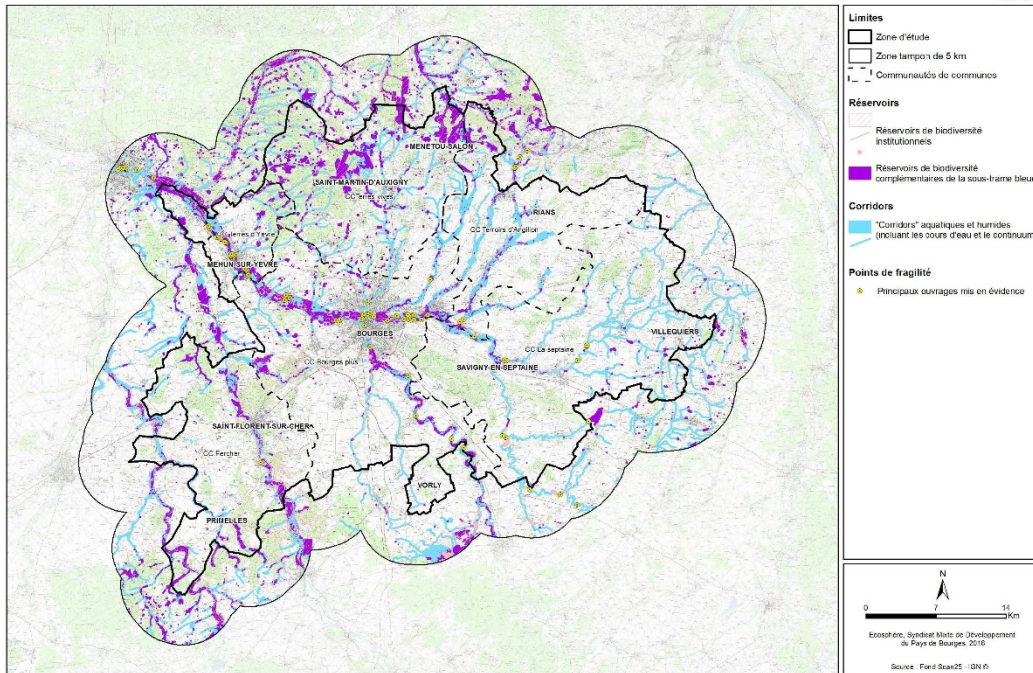 MENETOU-SALON
SAINT-MARTIN-D'AUXIGNY
CC Terres vives
RIANS
CC Terroirs d'Angillon
CC Terres d'Yèvre
MEHUN-SUR-YEVRE
BOURGES
VILLEQUIERS
CC La septaine
CC Bourges plus
SAVIGNY-EN-SEPTAINE
SAINT-FLORENT-SUR-CHER
CC Fercher
VORLY
PRIMELLES
Limites
Zone d'étude
Zone tampon de 5 km
Communautés de communes
Réservoirs
Réservoirs de biodiversité
institutionnels
Réservoirs de biodiversité
complémentaires de la sous-trame bleue
Corridors
"Corridors" aquatiques et humides
(incluant les cours d'eau et le continuum
Points de fragilité
Principaux ouvrages mis en évidence
N
0 7 14
Km
Ecosphère, Syndicat Mixte de Développement
du Pays de Bourges, 2016
Source : Fond Scan25 - IGN ©